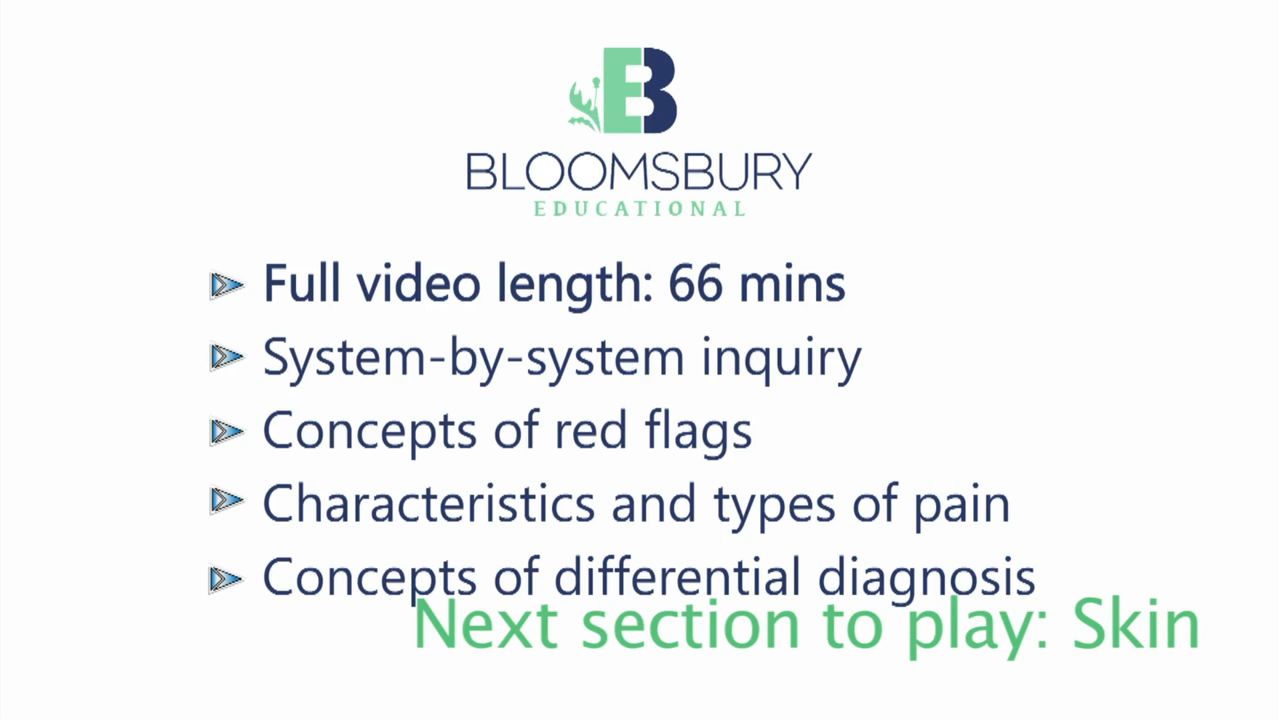 EB
BLOOMSBURY
EDUCATIONAL
Full video length: 66 mins
System-by-system inquiry
Concepts of red flags
Characteristics and types of pain
Concepts of differential diagnosis
Next section to play: Skin